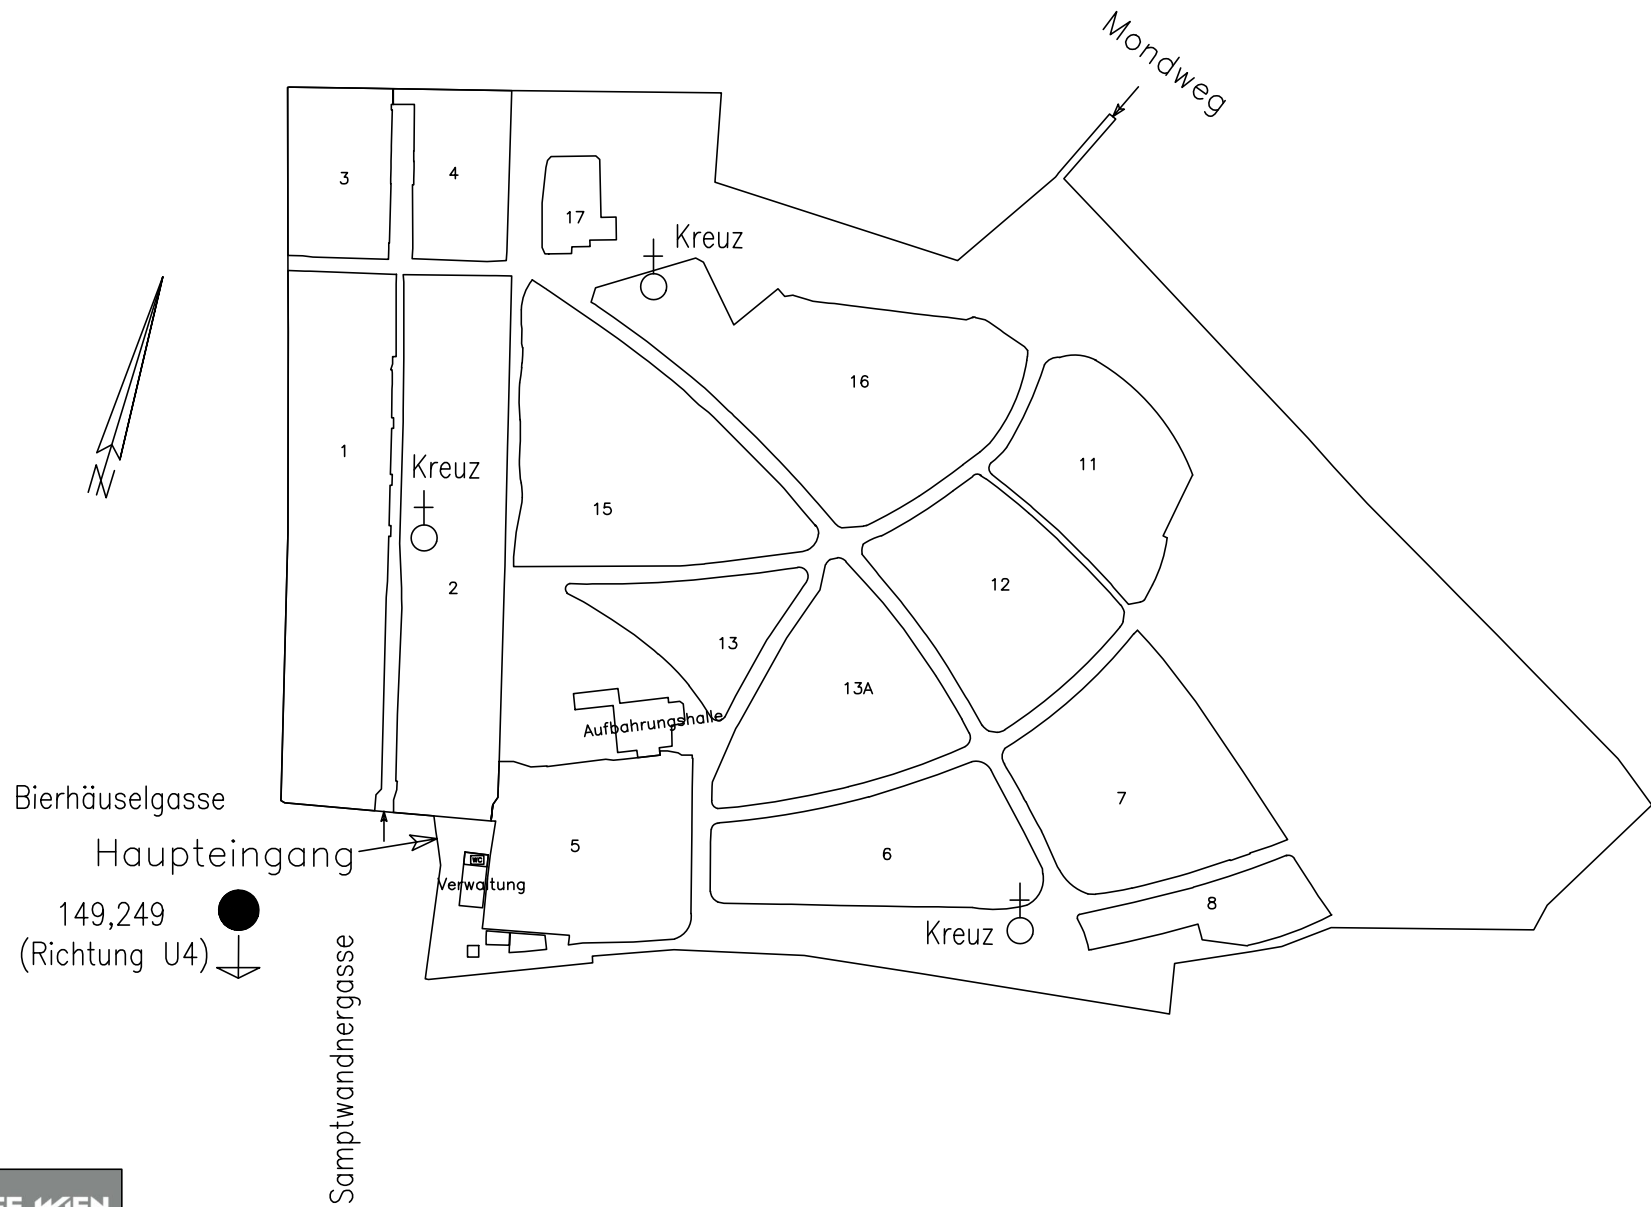 Mondweg
3
4
17
Kreuz
16
1
Kreuz
11
15
2
12
13
13A
Aufbahrungshalle
Bierhäuselgasse
7
Haupteingang
5
6
WC
Verwaltung
8
149,249
(Richtung U4)
Kreuz
Samptwandnergasse
WIEN
N